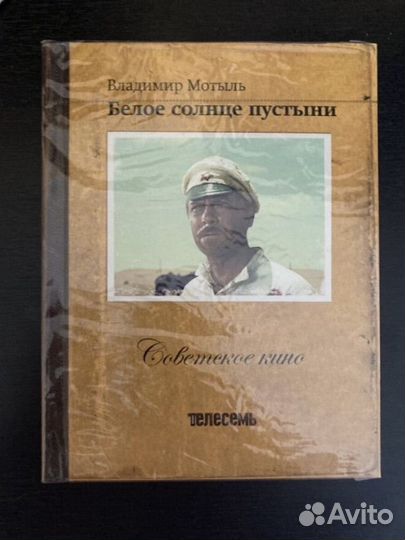 Владимир Мотыль
Белое солнце пустыни
Советское кино
телесемь
Avito